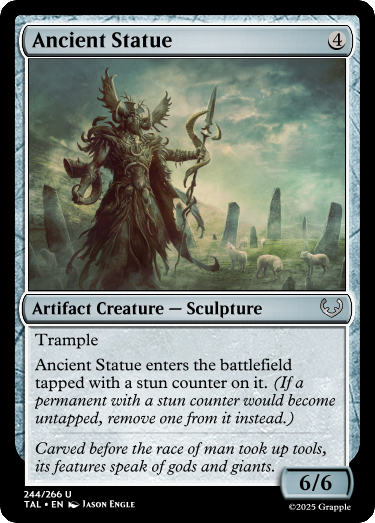 Ancient Statue 4
Artifact Creature — Sculpture
Trample
Ancient Statue enters the battlefield
tapped with a stun counter on it. (If a
permanent with a stun counter would become
untapped, remove one from it instead.)
Carved before the race of man took up tools,
its features speak of gods and giants.
6/6
244/266 U
TAL • EN JASON ENGLE
©2025 Grapple